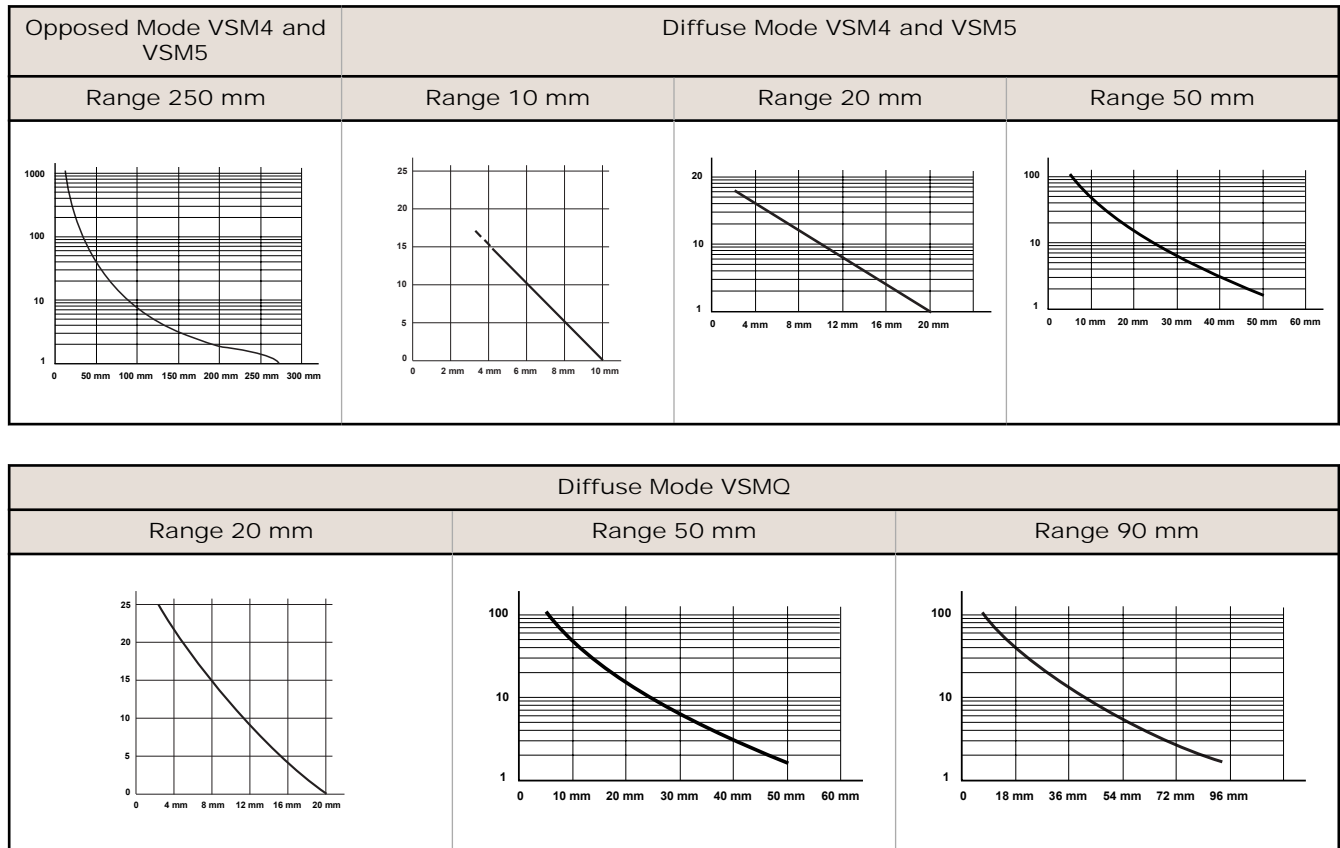 Opposed Mode VSM4 and
VSM5
Diffuse Mode VSM4 and VSM5
Range 250 mm
Range 10 mm
Range 20 mm
Range 50 mm
1000
100
10
1
0 50 mm 100 mm 150 mm 200 mm 250 mm 300 mm
25
20
15
10
5
0
0 2 mm 4 mm 6 mm 8 mm 10 mm
20
10
1
0 4 mm 8 mm 12 mm 16 mm 20 mm
100
10
1
0 10 mm 20 mm 30 mm 40 mm 50 mm 60 mm
Diffuse Mode VSMQ
Range 20 mm
Range 50 mm
Range 90 mm
25
20
15
10
5
0
0 4 mm 8 mm 12 mm 16 mm 20 mm
100
10
1
0 10 mm 20 mm 30 mm 40 mm 50 mm 60 mm
100
10
1
0 18 mm 36 mm 54 mm 72 mm 96 mm